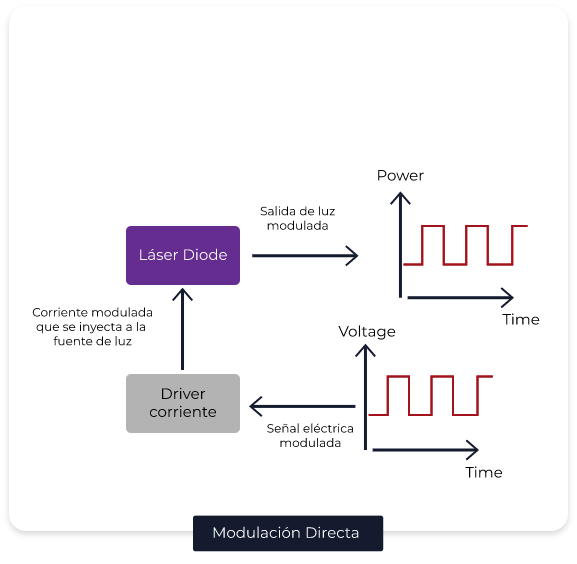 Power
Salida de luz
modulada
Láser Diode
Time
Corriente modulada
que se inyecta a la
fuente de luz
Voltage
Driver
corriente
Señal eléctrica
modulada
Time
Modulación Directa